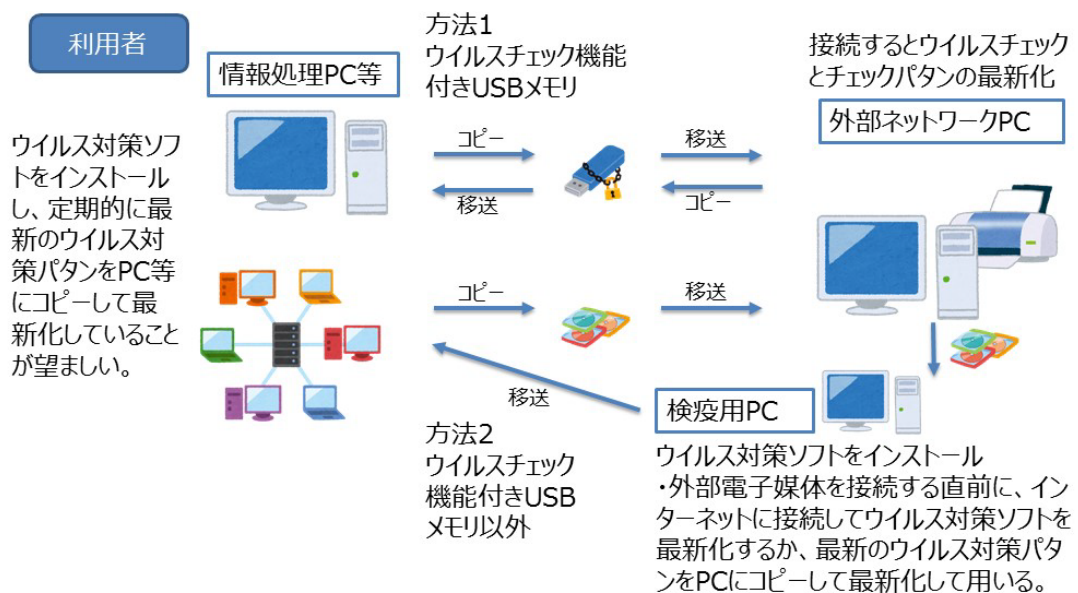 利用者
情報処理PC等
ウイルス対策ソフ
トをインストール
し、定期的に最
新のウイルス対
策パタンをPC等
にコピーして最
新化していること
が望ましい。
方法1
ウイルスチェック機能
付きUSBメモリ
コピー
移送
移送
コピー
接続するとウイルスチェック
とチェックパタンの最新化
外部ネットワークPC
コピー
移送
移送
方法2
ウイルスチェック
機能付きUSB
メモリ以外
検疫用PC
ウイルス対策ソフトをインストール
・外部電子媒体を接続する直前に、イン
ターネットに接続してウイルス対策ソフトを
最新化するか、最新のウイルス対策パタ
ンをPCにコピーして最新化して用いる。